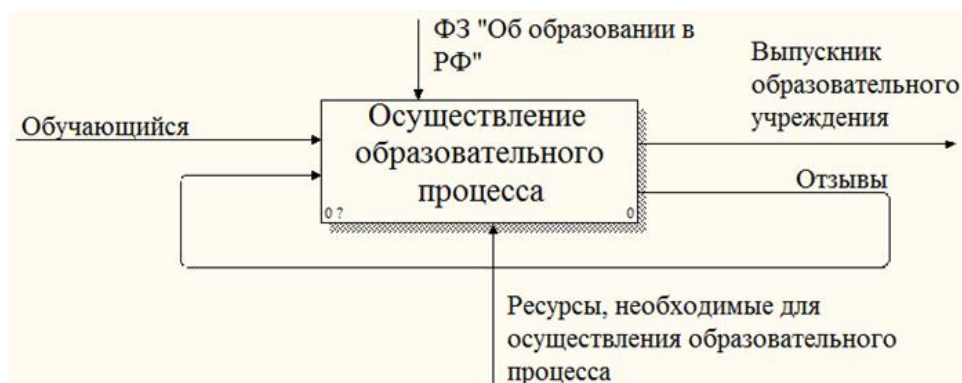 ФЗ "Об образовании в
РФ"
Выпускник
образовательного
учреждения
Обучающийся
Осуществление
образовательного
процесса
0 ?
0
Отзывы
Ресурсы, необходимые для
осуществления образовательного
процесса